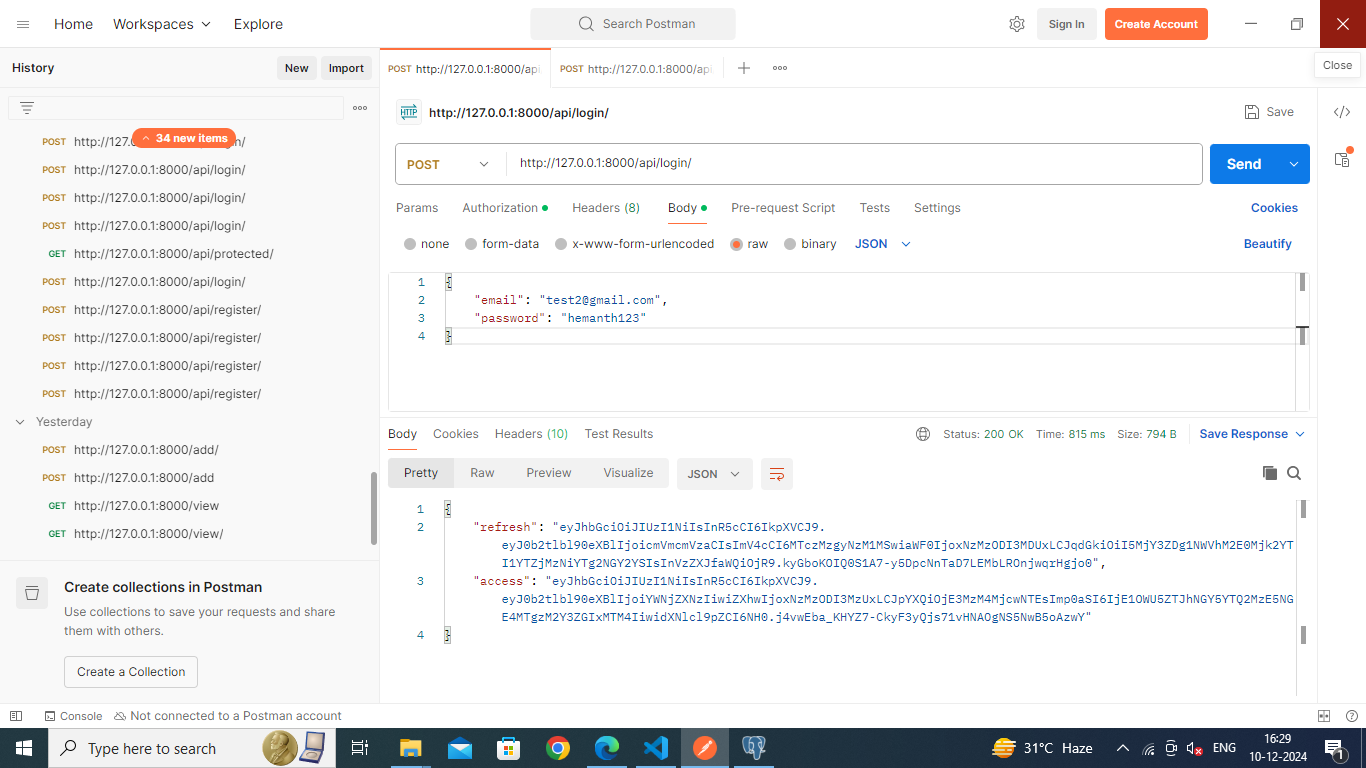 Home
Workspaces
Explore
Search Postman
Sign In
Create Account
History
New
Import
POST http://127.0.0.1:8000/api
POST http://127.0.0.1:8000/api
Close
34 new items
POST http://127.0.0.1:8000/api/login/
POST http://127.0.0.1:8000/api/login/
POST http://127.0.0.1:8000/api/login/
GET http://127.0.0.1:8000/api/protected/
POST http://127.0.0.1:8000/api/login/
POST http://127.0.0.1:8000/api/register/
POST http://127.0.0.1:8000/api/register/
POST http://127.0.0.1:8000/api/register/
POST http://127.0.0.1:8000/api/register/
Yesterday
POST http://127.0.0.1:8000/add/
POST http://127.0.0.1:8000/add
GET http://127.0.0.1:8000/view
GET http://127.0.0.1:8000/view/
Create collections in Postman
Use collections to save your requests and share
them with others.
Create a Collection
HTTP http://127.0.0.1:8000/api/login/
Save
POST http://127.0.0.1:8000/api/login/
Send
Params Authorization Headers (8) Body Pre-request Script Tests Settings
Cookies
none form-data x-www-form-urlencoded raw binary JSON
Beautify
1 {
2 "email": "test2@gmail.com",
3 "password": "hemanth123"
4 }
Body Cookies Headers (10) Test Results
Status: 200 OK Time: 815 ms Size: 794 B Save Response
Pretty Raw Preview Visualize JSON
1 {
2 "refresh": "eyJhbGciOiJIUzI1NiIsInR5cCI6IkpXVCJ9.
3 "access": "eyJhbGciOiJIUzI1NiIsInR5cCI6IkpXVCJ9.
4 }
Console
Not connected to a Postman account
Type here to search
31°C Haze
ENG
16:29
10-12-2024
1